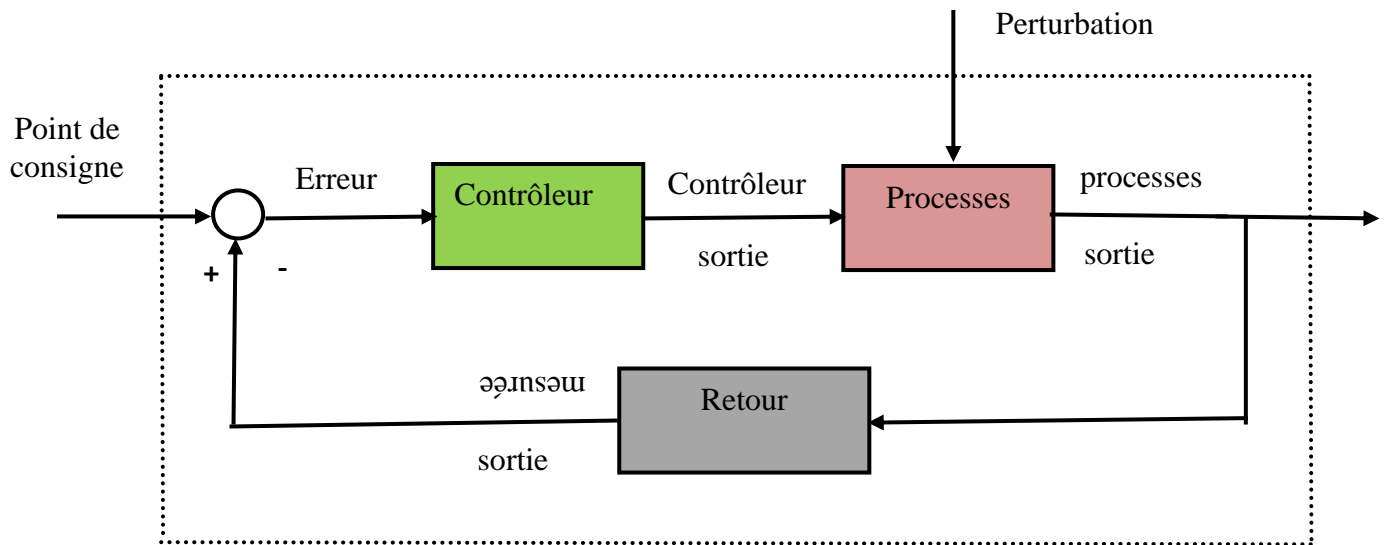 Perturbation
Point de
consigne
Erreur
Contrôleur
Contrôleur
sortie
Processes
processes
sortie
+ -
mesurée
sortie
Retour